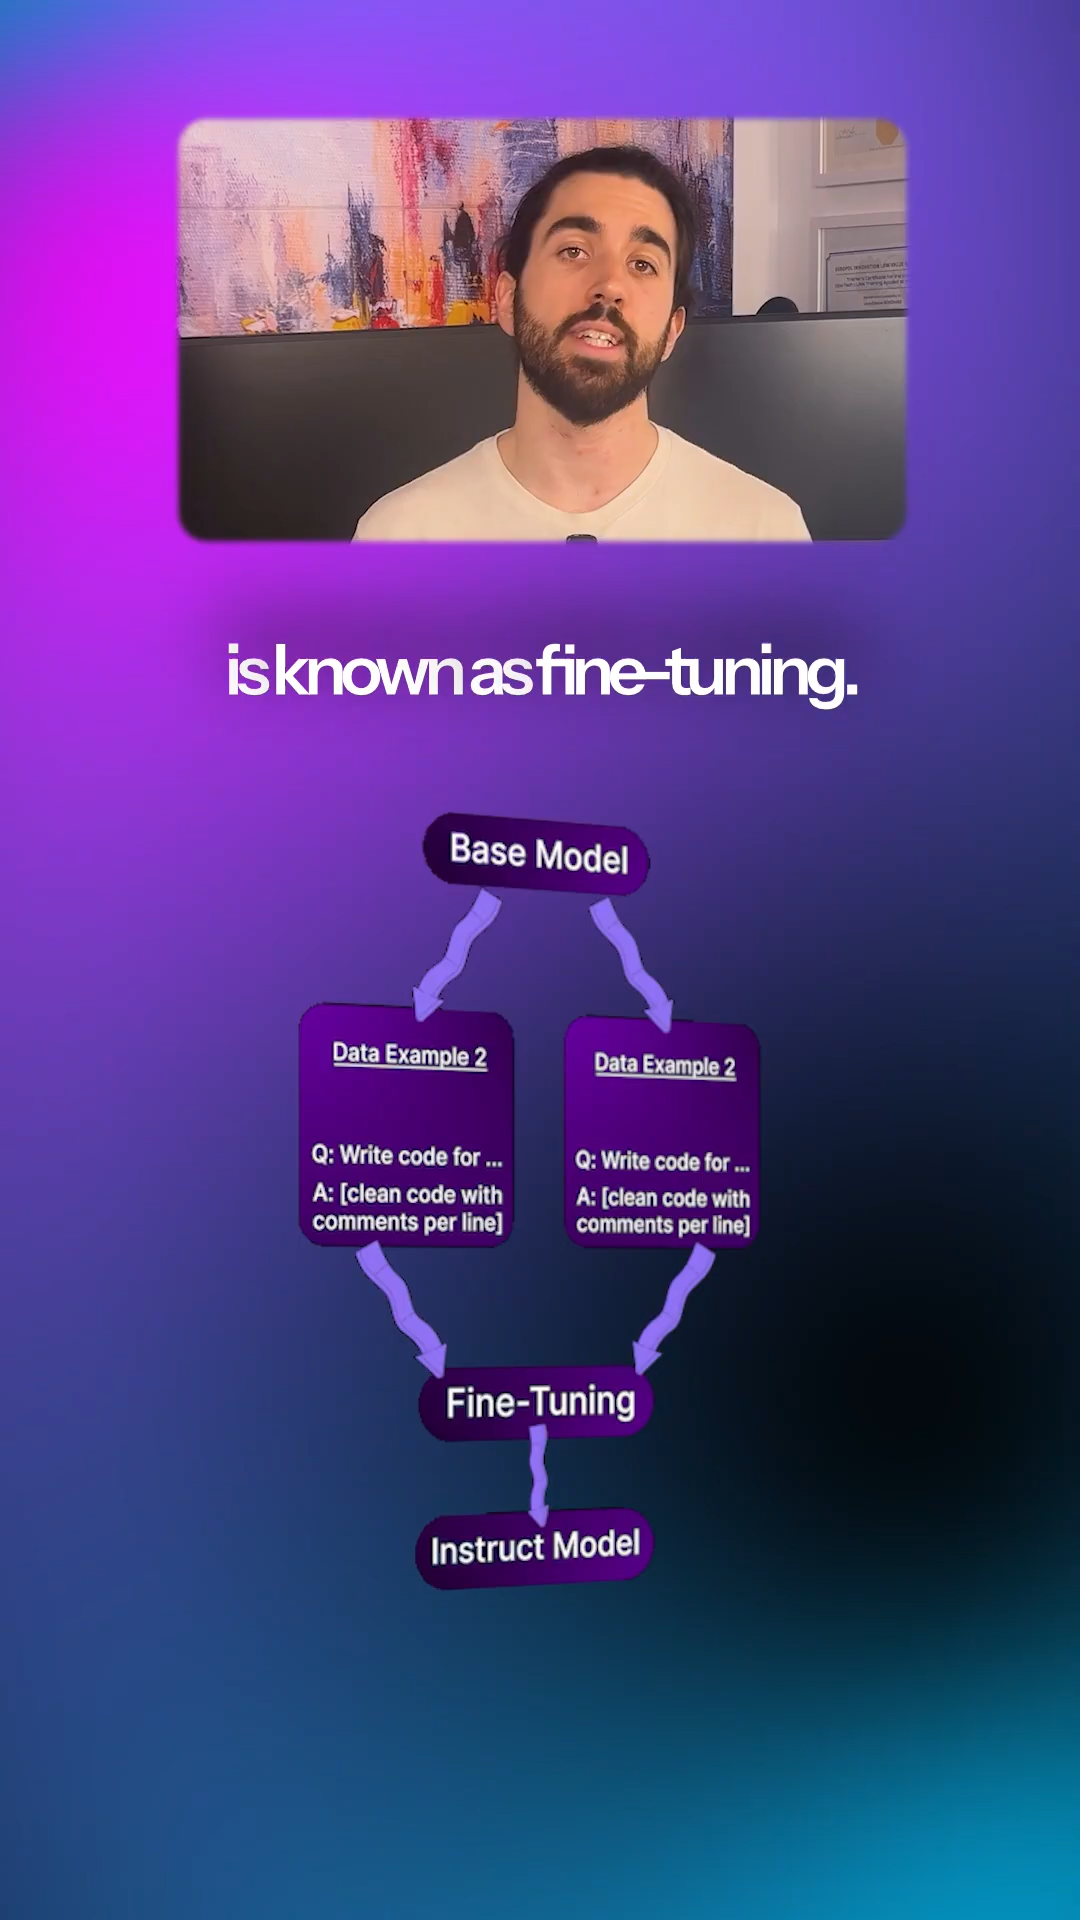 is known as fine-tuning.
Base Model
Data Example 2
Q: Write code for ...
A: [clean code with
comments per line]
Data Example 2
Q: Write code for ...
A: [clean code with
comments per line]
Fine-Tuning
Instruct Model